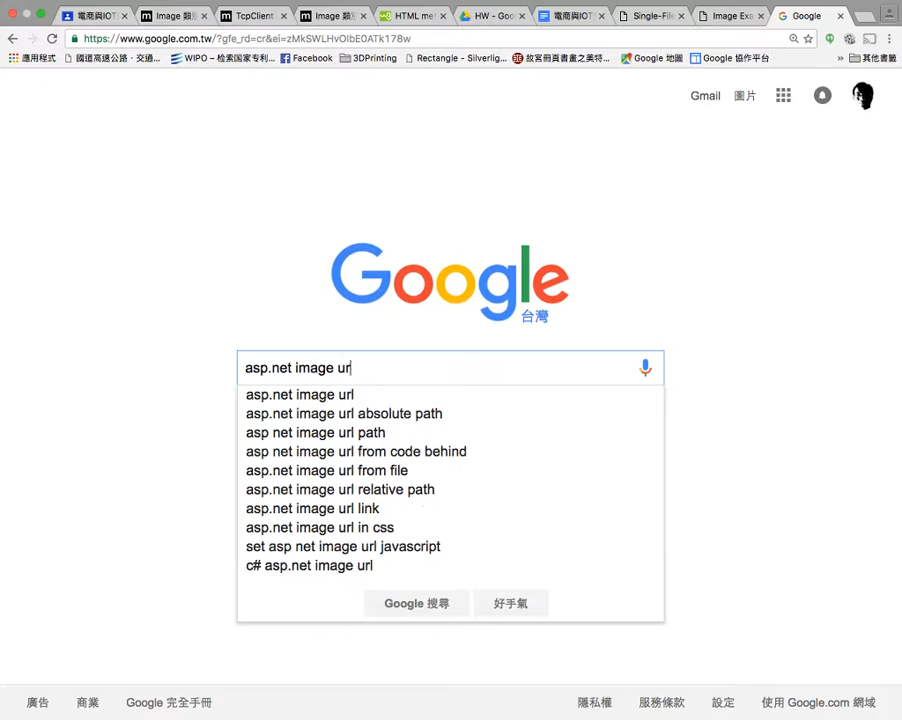 電商與IOT
Image 類別
TcpClient
Image 類別
HTML me
HW - Goo
電商與IOT
Single-File
Image Exa
Google
https://www.google.com.tw/?gfe_rd=cr&ei=zMkSWLHvOIbE0ATk178w
應用程式 國道高速公路‧交通... WIPO – 检索国家专利... Facebook 3DPrinting Rectangle - Silverlig... 故宮冊頁書畫之美特... Google 地圖 Google 協作平台 » 其他書籤
Gmail 圖片
Google
台灣
asp.net image url
asp.net image url
asp.net image url absolute path
asp net image url path
asp net image url from code behind
asp.net image url from file
asp.net image url relative path
asp.net image url link
asp.net image url in css
set asp net image url javascript
c# asp.net image url
Google 搜尋 好手氣
廣告 商業 Google 完全手冊 隱私權 服務條款 設定 使用 Google.com 網域